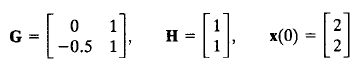 G = [0 1; -0.5 1], H = [1; 1], x(0) = [2; 2]